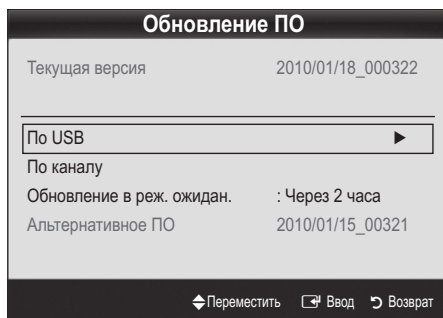 Обновление ПО
Текущая версия 2010/01/18_000322
По USB ▶
По каналу
Обновление в реж. ожидан. : Через 2 часа
Альтернативное ПО 2010/01/15_00321
Переместить Ввод Возврат